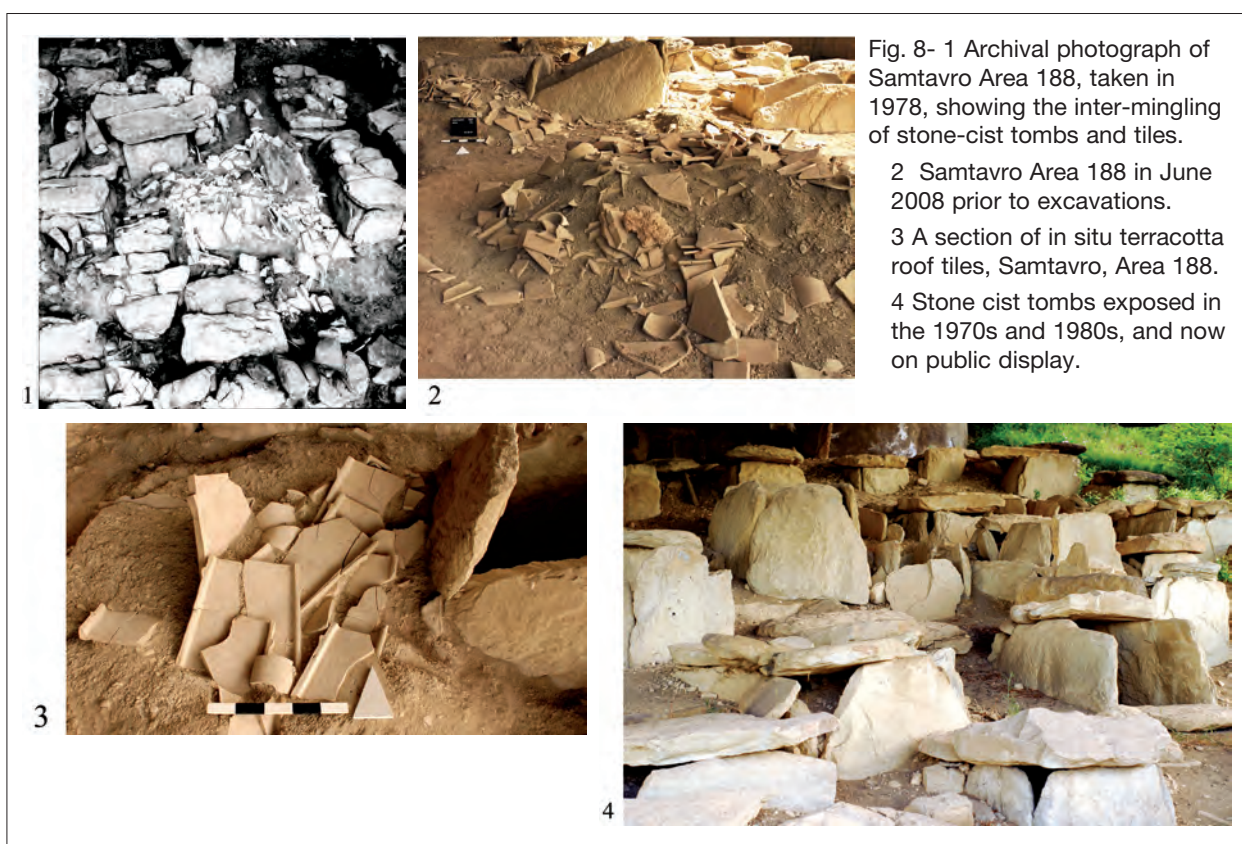 Fig. 8- 1 Archival photograph of
Samtavro Area 188, taken in
1978, showing the inter-mingling
of stone-cist tombs and tiles.
2 Samtavro Area 188 in June
2008 prior to excavations.
3 A section of in situ terracotta
roof tiles, Samtavro, Area 188.
4 Stone cist tombs exposed in
the 1970s and 1980s, and now
on public display.
1
2
3
4